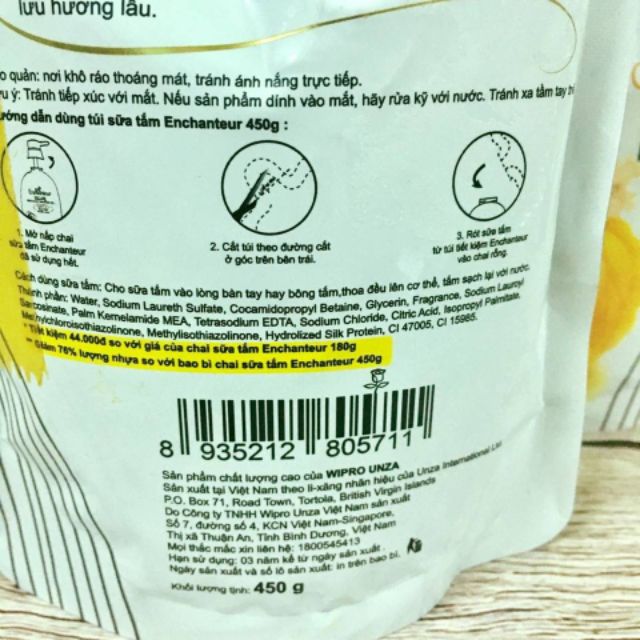 lưu hương lâu.
o quản: nơi khô ráo thoáng mát, tránh ánh nắng trực tiếp.
u ý: Tránh tiếp xúc với mắt. Nếu sản phẩm dính vào mắt, hãy rửa kỹ với nước. Tránh xa tầm tay
ướng dẫn dùng túi sữa tắm Enchanteur 450g :
1. Mở nắp chai
sữa tắm Enchanteur
đã sử dụng hết.
2. Cắt túi theo đường cắt
ở góc trên bên trái.
3. Rót sữa tắm
từ túi tiết kiệm Enchanteur
vào chai rỗng.
Cách dùng sữa tắm: Cho sữa tắm vào lòng bàn tay hay bông tắm,thoa đều lên cơ thể, tắm sạch lại với nước.
Thành phần: Water, Sodium Laureth Sulfate, Cocamidopropyl Betaine, Glycerin, Fragrance, Sodium Lauroyl
Sarcosinate, Palm Kernelamide MEA, Tetrasodium EDTA, Sodium Chloride, Citric Acid, Isopropyl Palmitate,
Methylchloroisothiazolinone, Methylisothiazolinone, Hydrolized Silk Protein, CI 47005, CI 15985.
* Tiết kiệm 44.000đ so với giá của chai sữa tắm Enchanteur 180g
** Giảm 76% lượng nhựa so với bao bì chai sữa tắm Enchanteur 450g
8 935212 805711
Sản phẩm chất lượng cao của WIPRO UNZA
Sản xuất tại Việt Nam theo li-xăng nhãn hiệu của Unza International Ltd
P.O. Box 71, Road Town, Tortola, British Virgin Islands
Do Công ty TNHH Wipro Unza Việt Nam sản xuất
Số 7, đường số 4, KCN Việt Nam-Singapore,
Thị xã Thuận An, Tỉnh Bình Dương, Việt Nam
Mọi thắc mắc xin liên hệ: 1800545413
Hạn sử dụng: 03 năm kể từ ngày sản xuất.
Ngày sản xuất và số lô sản xuất: in trên bao bì.
Khối lượng tịnh: 450 g